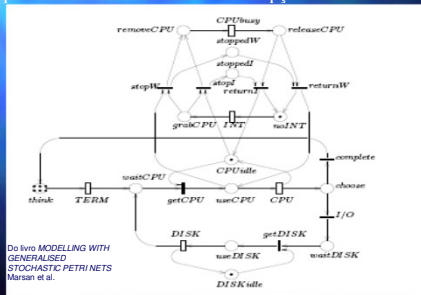 CPUbusy
removeCPU
releaseCPU
stoppedW
stoppedI
stopW
stopI
returnI
returnW
grabCPU
INT
noINT
complete
CPUidle
waitCPU
choose
think
TERM
getCPU
useCPU
CPU
I/O
DISK
getDISK
useDISK
waitDISK
DISKidle
Do livro MODELLING WITH
GENERALISED
STOCHASTIC PETRI NETS
Marsan et al.